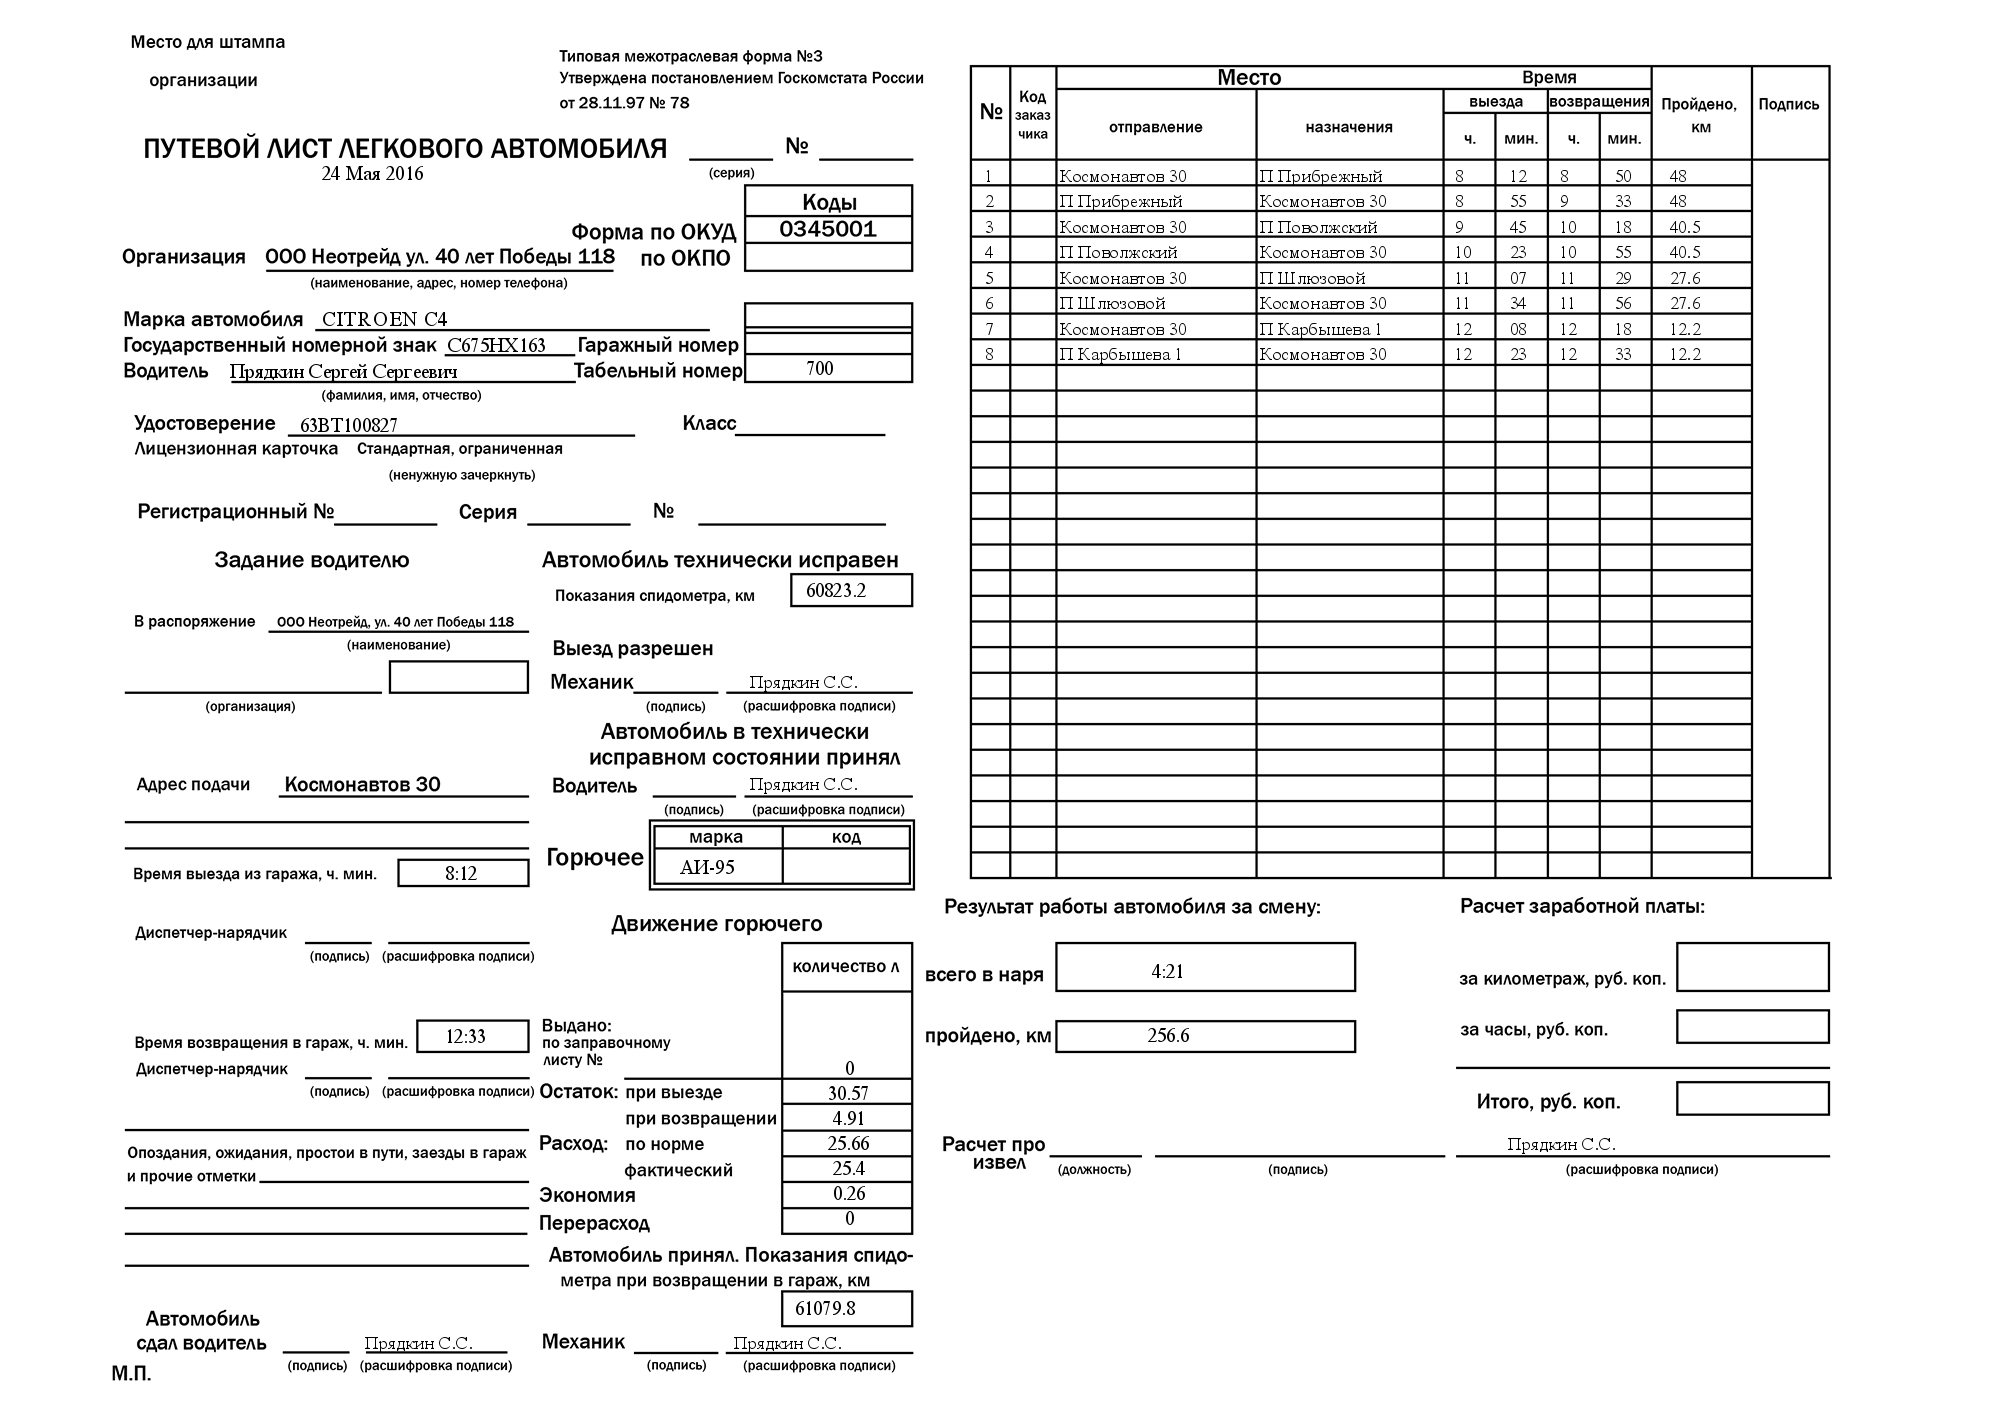 Место для штампа
организации
Типовая межотраслевая форма №3
Утверждена постановлением Госкомстата России
от 28.11.97 № 78
ПУТЕВОЙ ЛИСТ ЛЕГКОВОГО АВТОМОБИЛЯ №
24 Мая 2016
(серия)
Коды
Форма по ОКУД 0345001
Организация ООО Неотрейд ул. 40 лет Победы 118 по ОКПО
(наименование, адрес, номер телефона)
Марка автомобиля CITROEN C4
Государственный номерной знак С675НХ163 Гаражный номер
Водитель Прядкин Сергей Сергеевич Табельный номер 700
(фамилия, имя, отчество)
Удостоверение 63ВТ100827 Класс
Лицензионная карточка Стандартная, ограниченная
(ненужную зачеркнуть)
Регистрационный № Серия №
Задание водителю
В распоряжение ООО Неотрейд, ул. 40 лет Победы 118
(наименование)
(организация)
Адрес подачи Космонавтов 30
Время выезда из гаража, ч. мин. 8:12
Диспетчер-нарядчик
(подпись) (расшифровка подписи)
Время возвращения в гараж, ч. мин. 12:33
Диспетчер-нарядчик
(подпись) (расшифровка подписи)
Опоздания, ожидания, простои в пути, заезды в гараж
и прочие отметки
Автомобиль
сдал водитель Прядкин С.С.
(подпись) (расшифровка подписи)
М.П.
Автомобиль технически исправен
Показания спидометра, км 60823.2
Выезд разрешен
Механик Прядкин С.С.
(подпись) (расшифровка подписи)
Автомобиль в технически
исправном состоянии принял
Водитель Прядкин С.С.
(подпись) (расшифровка подписи)
марка код
Горючее АИ-95
Движение горючего
количество л
Выдано:
по заправочному
листу № 0
Остаток: при выезде 30.57
при возвращении 4.91
Расход: по норме 25.66
фактический 25.4
Экономия 0.26
Перерасход 0
Автомобиль принял. Показания спидо-
метра при возвращении в гараж, км
61079.8
Механик Прядкин С.С.
(подпись) (расшифровка подписи)
№ Код заказ чика Место Время Пройдено, км Подпись
отправление назначения выезда возвращения
ч. мин. ч. мин.
1 Космонавтов 30 П Прибрежный 8 12 8 50 48
2 П Прибрежный Космонавтов 30 8 55 9 33 48
3 Космонавтов 30 П Поволжский 9 45 10 18 40.5
4 П Поволжский Космонавтов 30 10 23 10 55 40.5
5 Космонавтов 30 П Шлюзовой 11 07 11 29 27.6
6 П Шлюзовой Космонавтов 30 11 34 11 56 27.6
7 Космонавтов 30 П Карбышева 1 12 08 12 18 12.2
8 П Карбышева 1 Космонавтов 30 12 23 12 33 12.2
Результат работы автомобиля за смену:
всего в наря 4:21
пройдено, км 256.6
Расчет заработной платы:
за километраж, руб. коп.
за часы, руб. коп.
Итого, руб. коп.
Расчет про
извел Прядкин С.С.
(должность) (подпись) (расшифровка подписи)